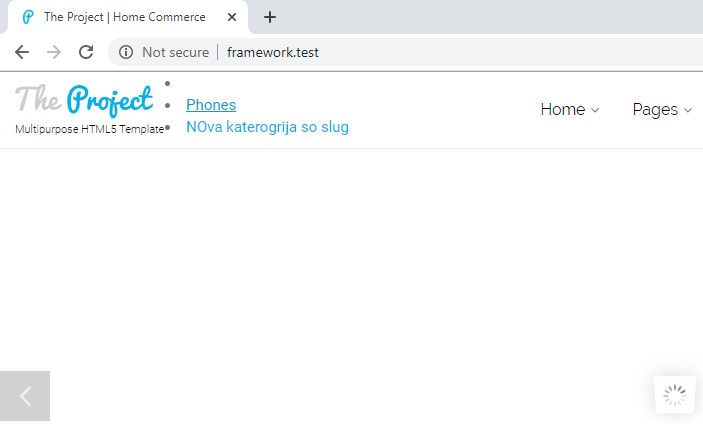 The Project | Home Commerce
Not secure | framework.test
The Project
Multipurpose HTML5 Template
Phones
NOva katerogrija so slug
Home
Pages